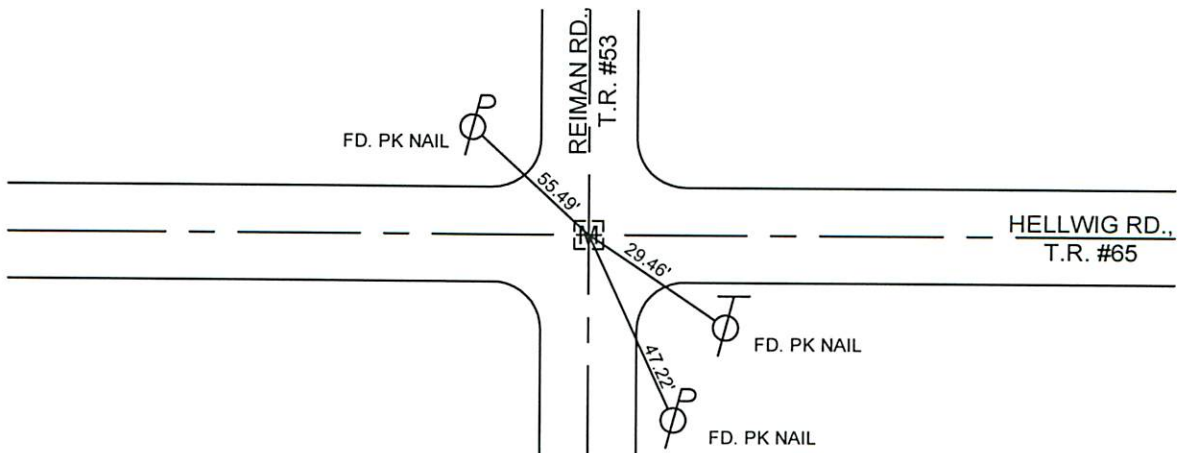 REIMAN RD.,
T.R. #53
FD. PK NAIL
55.49'
M
HELLWIG RD.,
T.R. #65
29.46'
FD. PK NAIL
47.22'
FD. PK NAIL